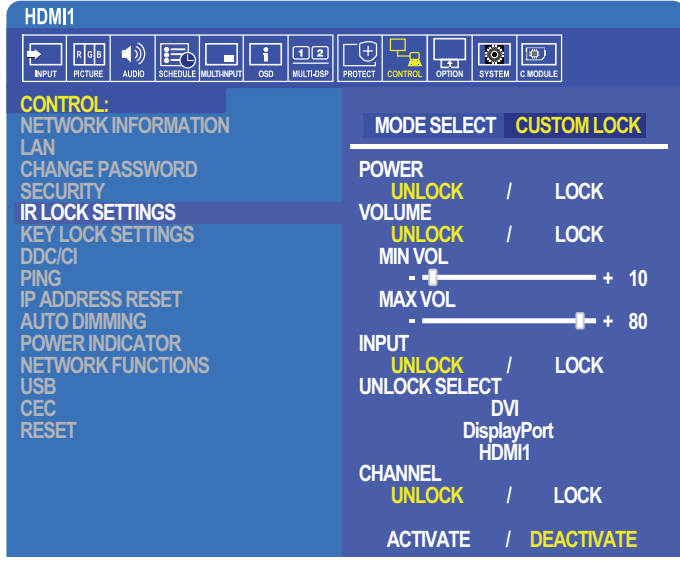 HDMI1
INPUT PICTURE AUDIO SCHEDULE MULTI-INPUT OSD MULTI-DSP PROTECT CONTROL OPTION SYSTEM C MODULE
R G B
1 2
CONTROL:
NETWORK INFORMATION
LAN
CHANGE PASSWORD
SECURITY
IR LOCK SETTINGS
KEY LOCK SETTINGS
DDC/CI
PING
IP ADDRESS RESET
AUTO DIMMING
POWER INDICATOR
NETWORK FUNCTIONS
USB
CEC
RESET
MODE SELECT CUSTOM LOCK
POWER
UNLOCK / LOCK
VOLUME
UNLOCK / LOCK
MIN VOL
- + 10
MAX VOL
- + 80
INPUT
UNLOCK / LOCK
UNLOCK SELECT
DVI
DisplayPort
HDMI1
CHANNEL
UNLOCK / LOCK
ACTIVATE / DEACTIVATE